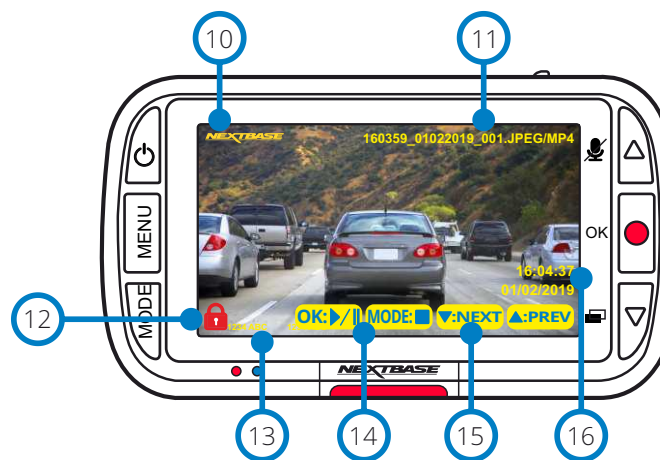 10
11
NEXTBASE
160359_01022019_001.JPEG/MP4
MENU
OK
16:04:37
01/02/2019
12
MODE
OK:▶/II
MODE:■
▼:NEXT
▲:PREV
NEXTBASE
13
14
15
16